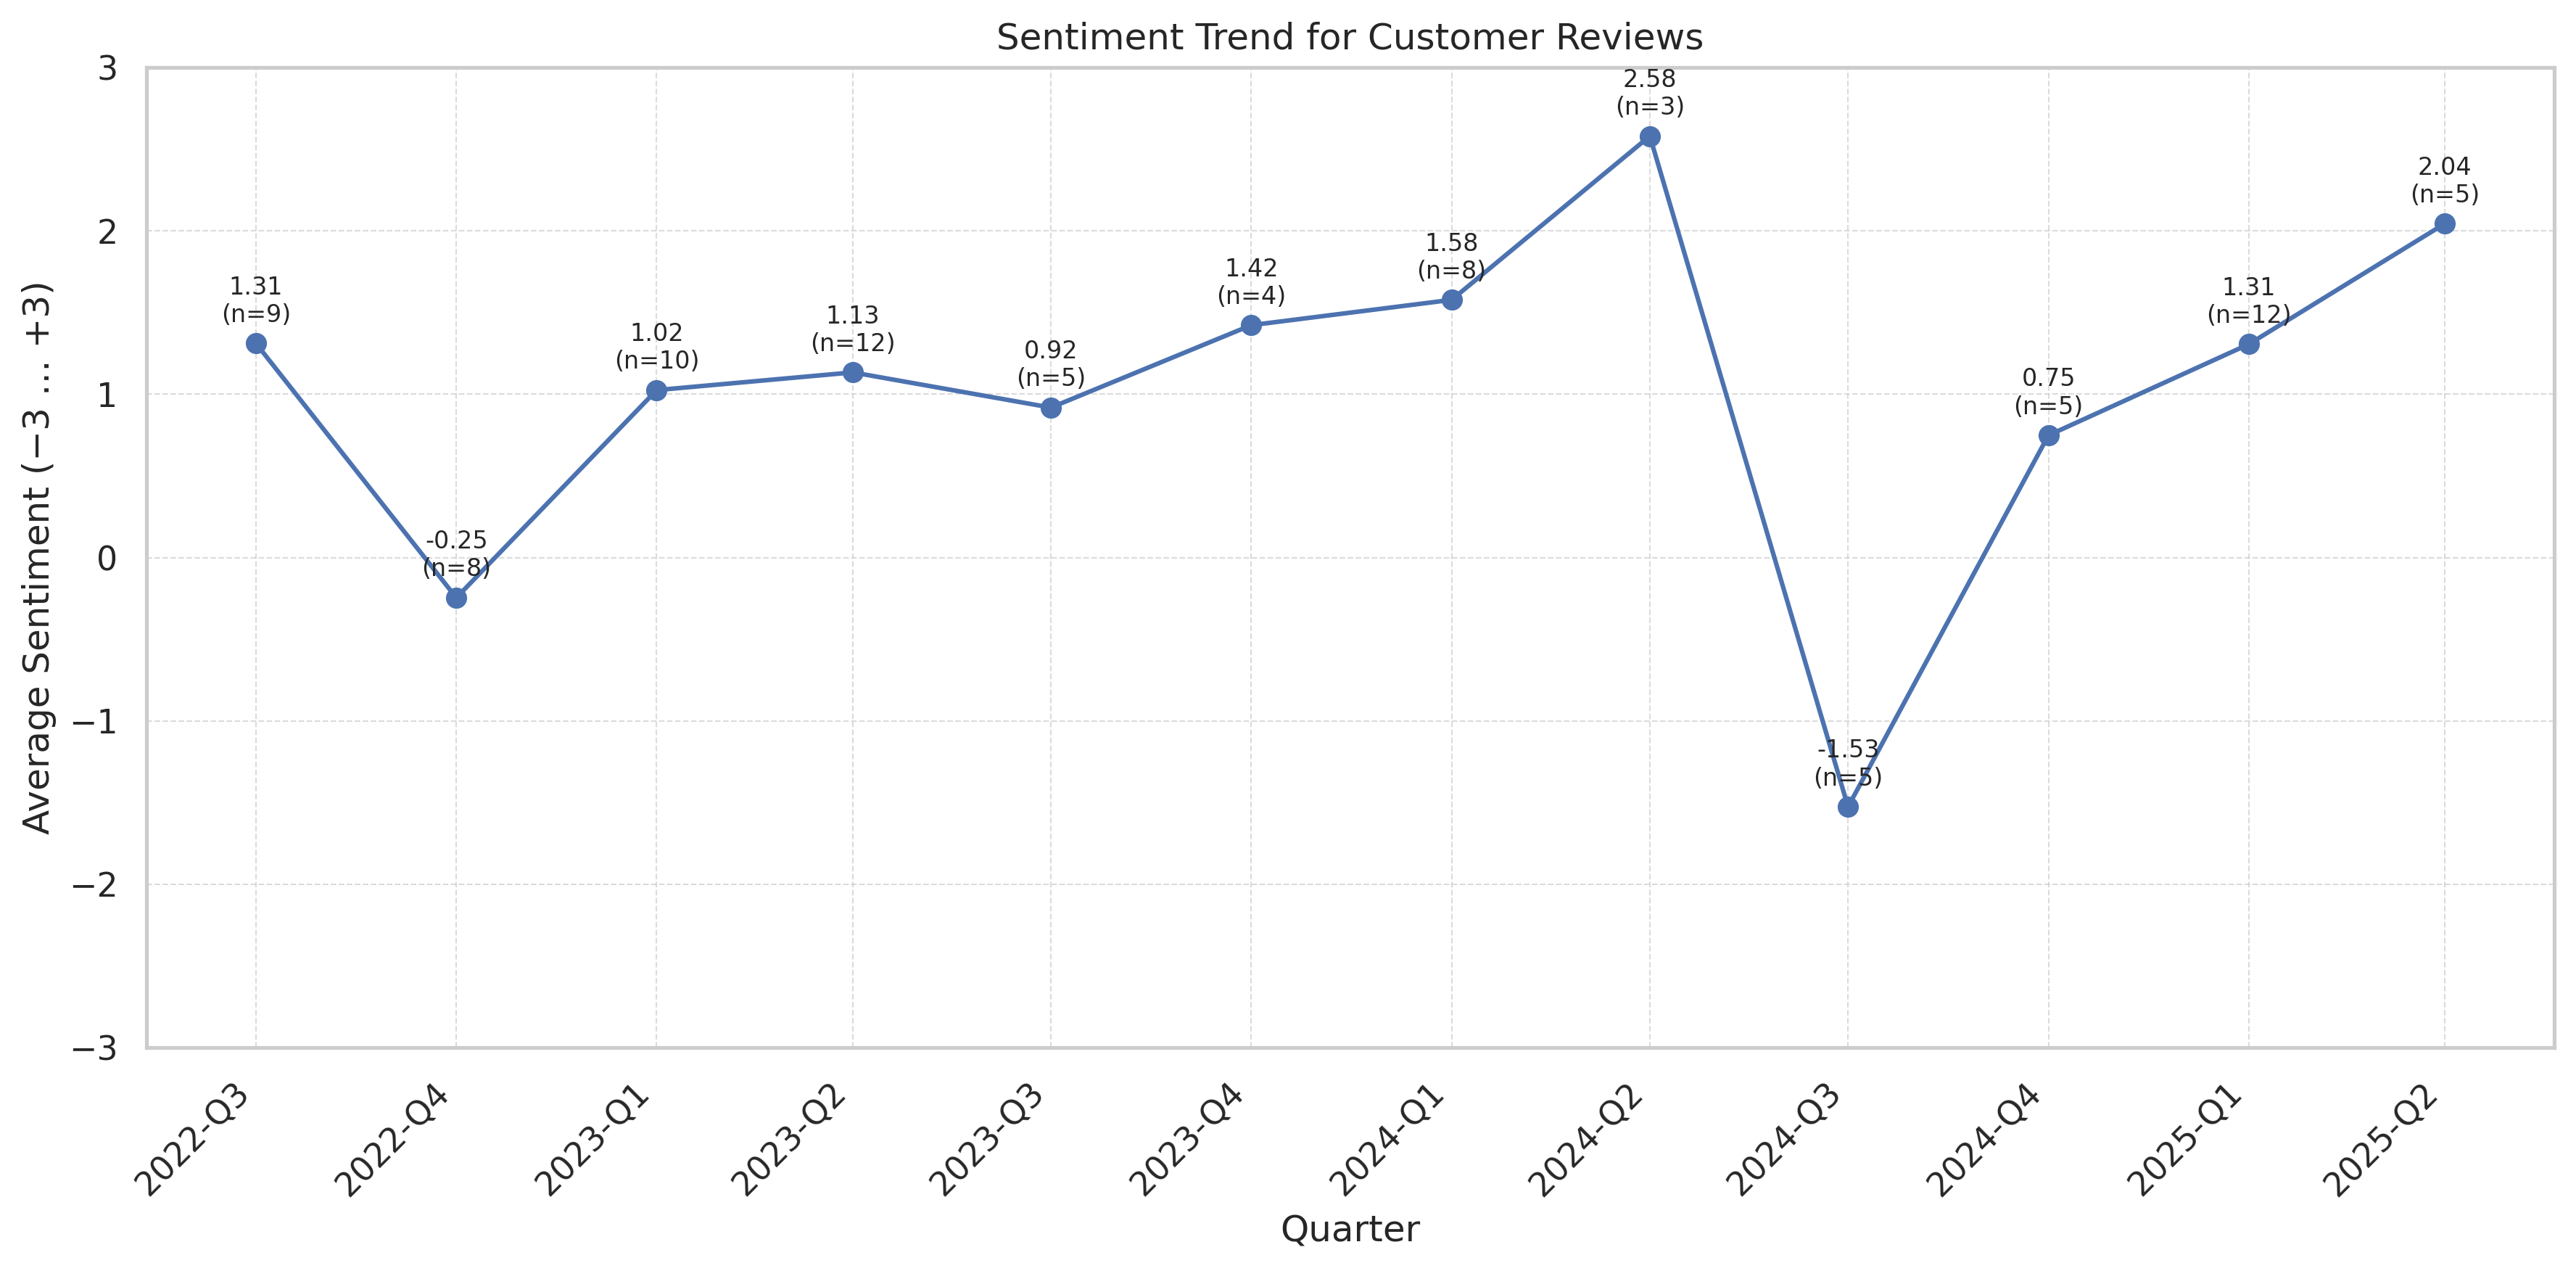 Sentiment Trend for Customer Reviews
Average Sentiment (−3 … +3)
3
2
1
0
−1
−2
−3
1.31
(n=9)
-0.25
(n=8)
1.02
(n=10)
1.13
(n=12)
0.92
(n=5)
1.42
(n=4)
1.58
(n=8)
2.58
(n=3)
-1.53
(n=5)
0.75
(n=5)
1.31
(n=12)
2.04
(n=5)
2022-Q3
2022-Q4
2023-Q1
2023-Q2
2023-Q3
2023-Q4
2024-Q1
2024-Q2
2024-Q3
2024-Q4
2025-Q1
2025-Q2
Quarter